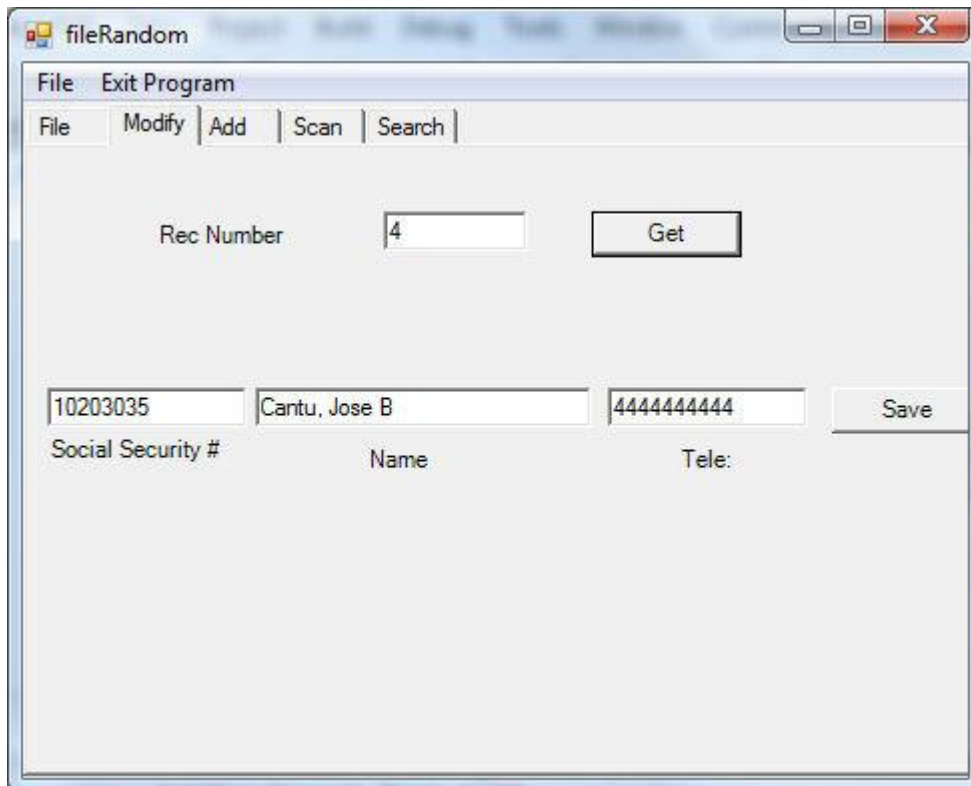 fileRandom
File Exit Program
File Modify Add Scan Search
Rec Number 4 Get
10203035 Cantu, Jose B 4444444444 Save
Social Security # Name Tele: